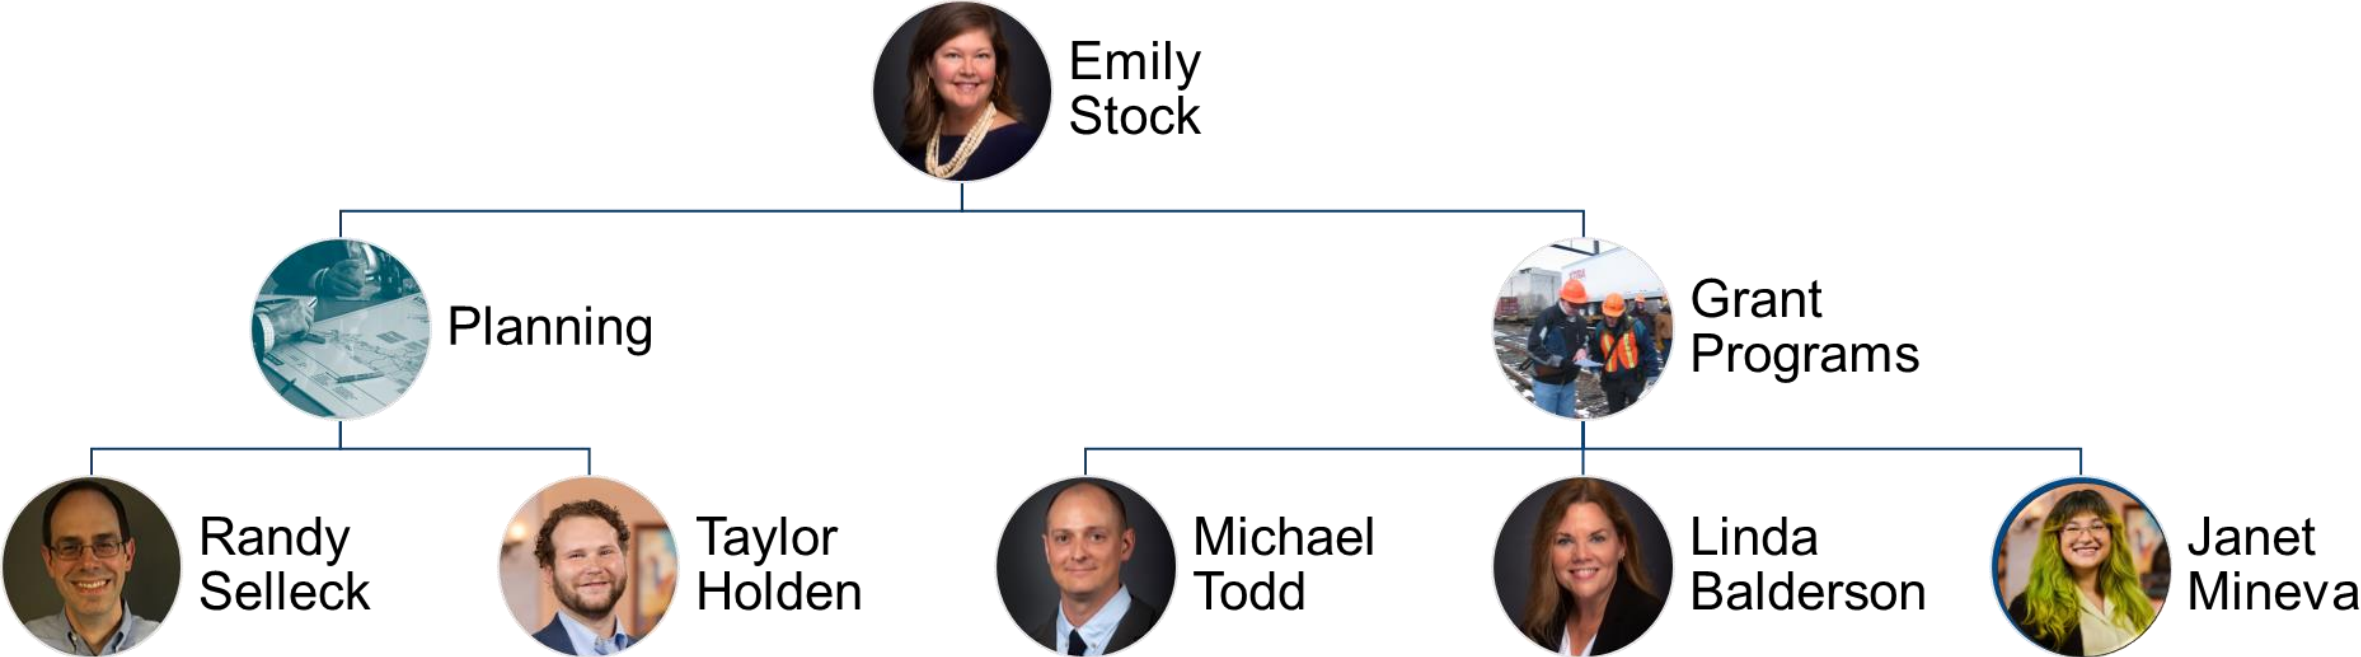 Emily
Stock
Planning
Grant
Programs
Randy
Selleck
Taylor
Holden
Michael
Todd
Linda
Balderson
Janet
Mineva